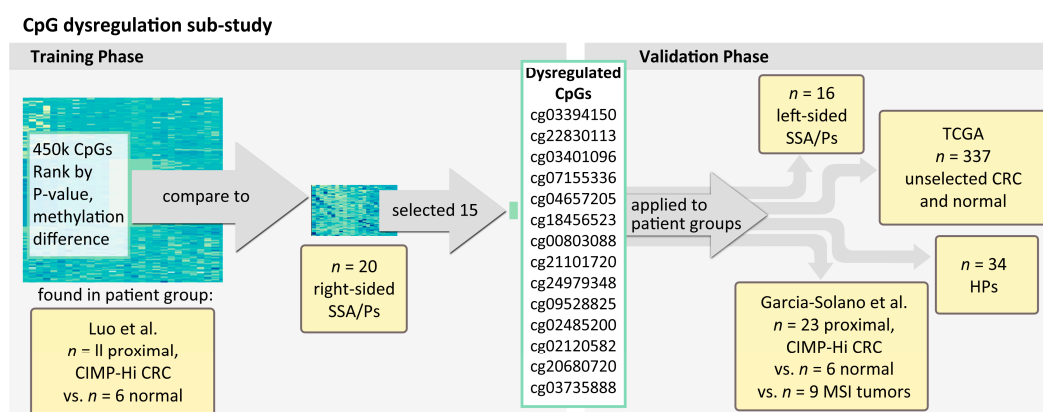 CpG dysregulation sub-study
Training Phase
450k CpGs
Rank by
P-value,
methylation
difference
found in patient group:
Luo et al.
n = II proximal,
CIMP-Hi CRC
vs. n = 6 normal
compare to
n = 20
right-sided
SSA/Ps
selected 15
Dysregulated
CpGs
cg03394150
cg22830113
cg03401096
cg07155336
cg04657205
cg18456523
cg00803088
cg21101720
cg24979348
cg09528825
cg02485200
cg02120582
cg20680720
cg03735888
Validation Phase
applied to
patient groups
n = 16
left-sided
SSA/Ps
TCGA
n = 337
unselected CRC
and normal
n = 34
HPs
Garcia-Solano et al.
n = 23 proximal,
CIMP-Hi CRC
vs. n = 6 normal
vs. n = 9 MSI tumors